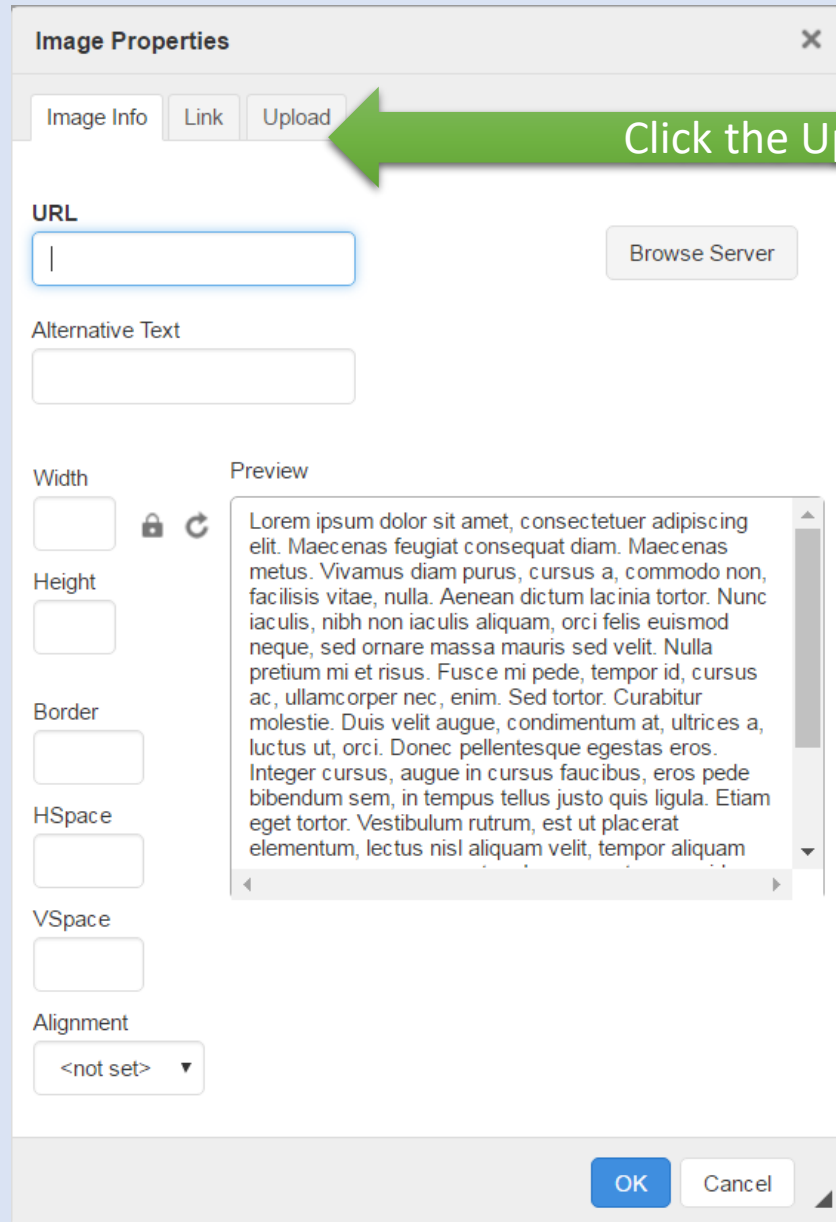 Image Properties
Image Info Link Upload
Click the
URL
Browse Server
Alternative Text
Width
Preview
Lorem ipsum dolor sit amet, consectetuer adipiscing
elit. Maecenas feugiat consequat diam. Maecenas
metus. Vivamus diam purus, cursus a, commodo non,
facilisis vitae, nulla. Aenean dictum lacinia tortor. Nunc
iaculis, nibh non iaculis aliquam, orci felis euismod
neque, sed ornare massa mauris sed velit. Nulla
pretium mi et risus. Fusce mi pede, tempor id, cursus
ac, ullamcorper nec, enim. Sed tortor. Curabitur
molestie. Duis velit augue, condimentum at, ultrices a,
luctus ut, orci. Donec pellentesque egestas eros.
Integer cursus, augue in cursus faucibus, eros pede
bibendum sem, in tempus tellus justo quis ligula. Etiam
eget tortor. Vestibulum rutrum, est ut placerat
elementum, lectus nisl aliquam velit, tempor aliquam
Height
Border
HSpace
VSpace
Alignment
<not set>
OK Cancel